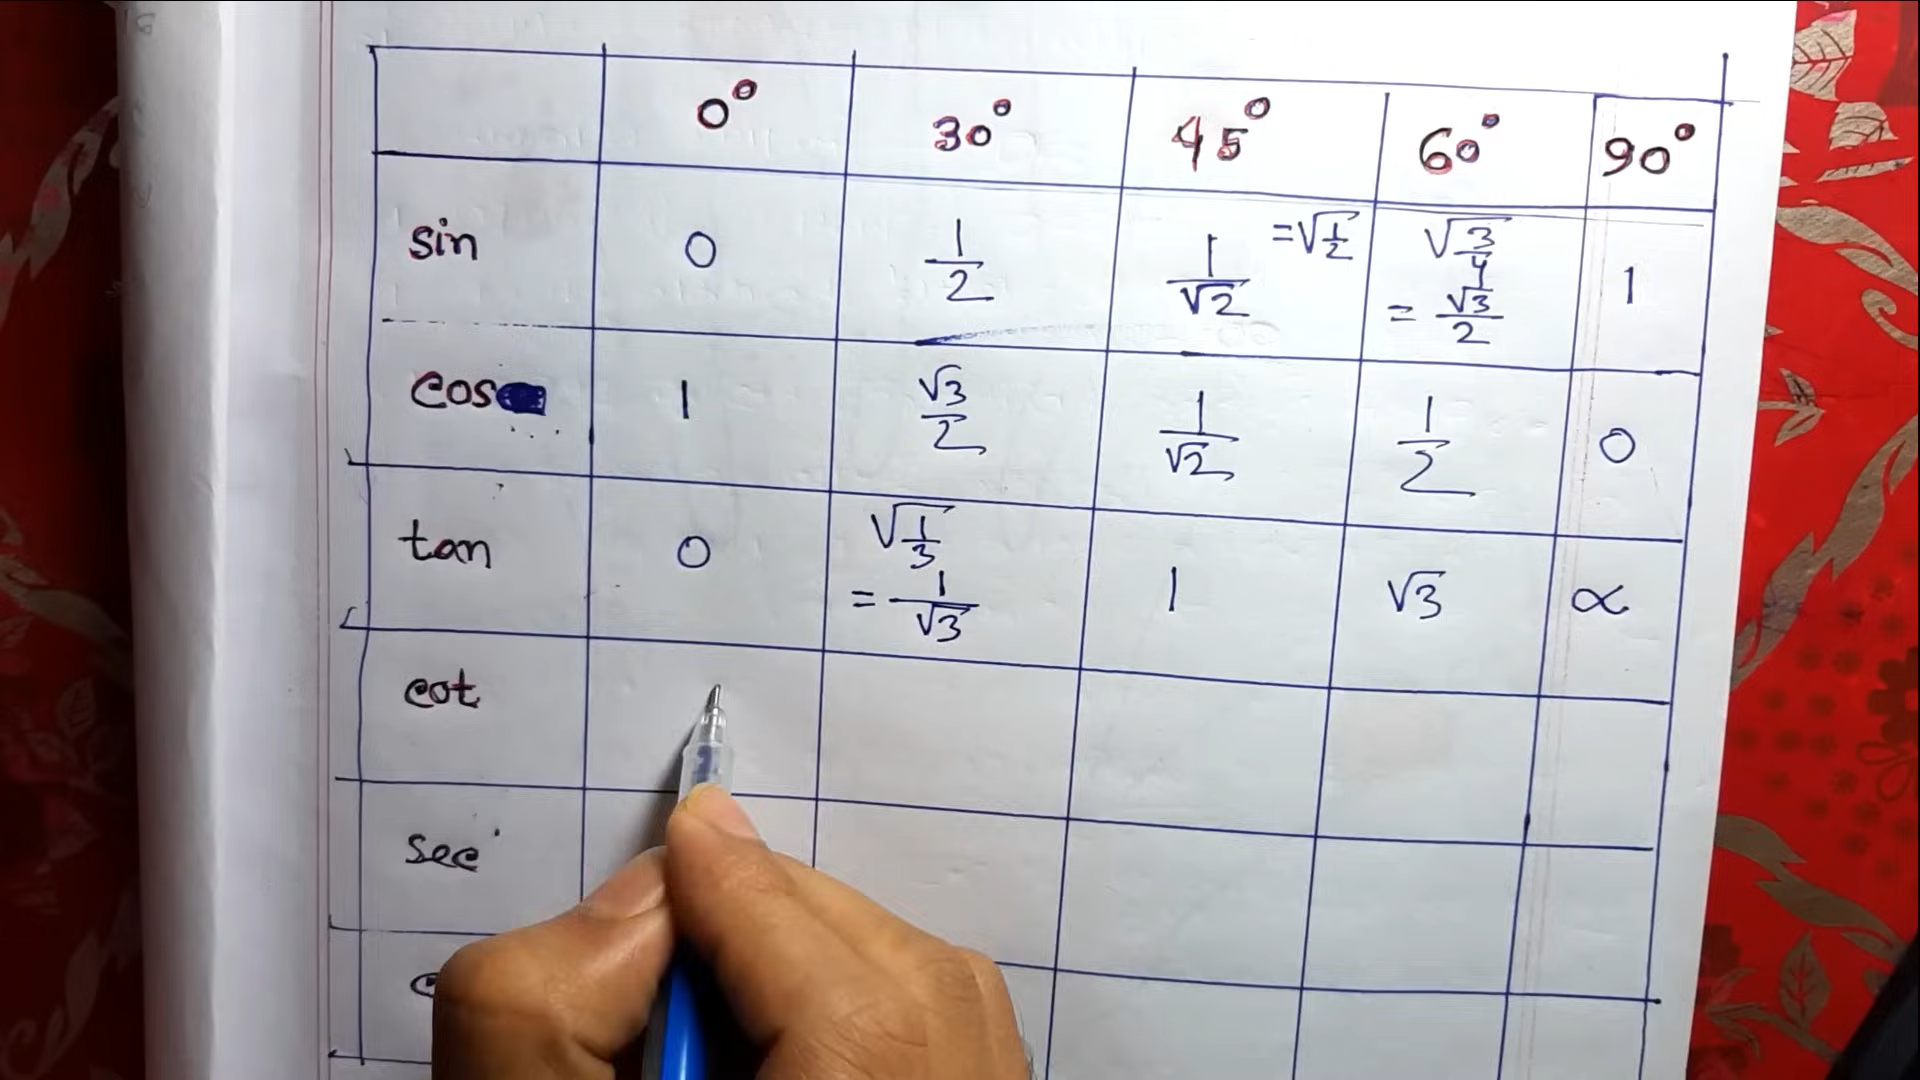 0° 30° 45° 60° 90°
sin 0 1/2 1/√2 =√1/2 √3/4 = √3/2 1
cos 1 √3/2 1/√2 1/2 0
tan 0 √1/3 = 1/√3 1 √3 ∝
cot
sec